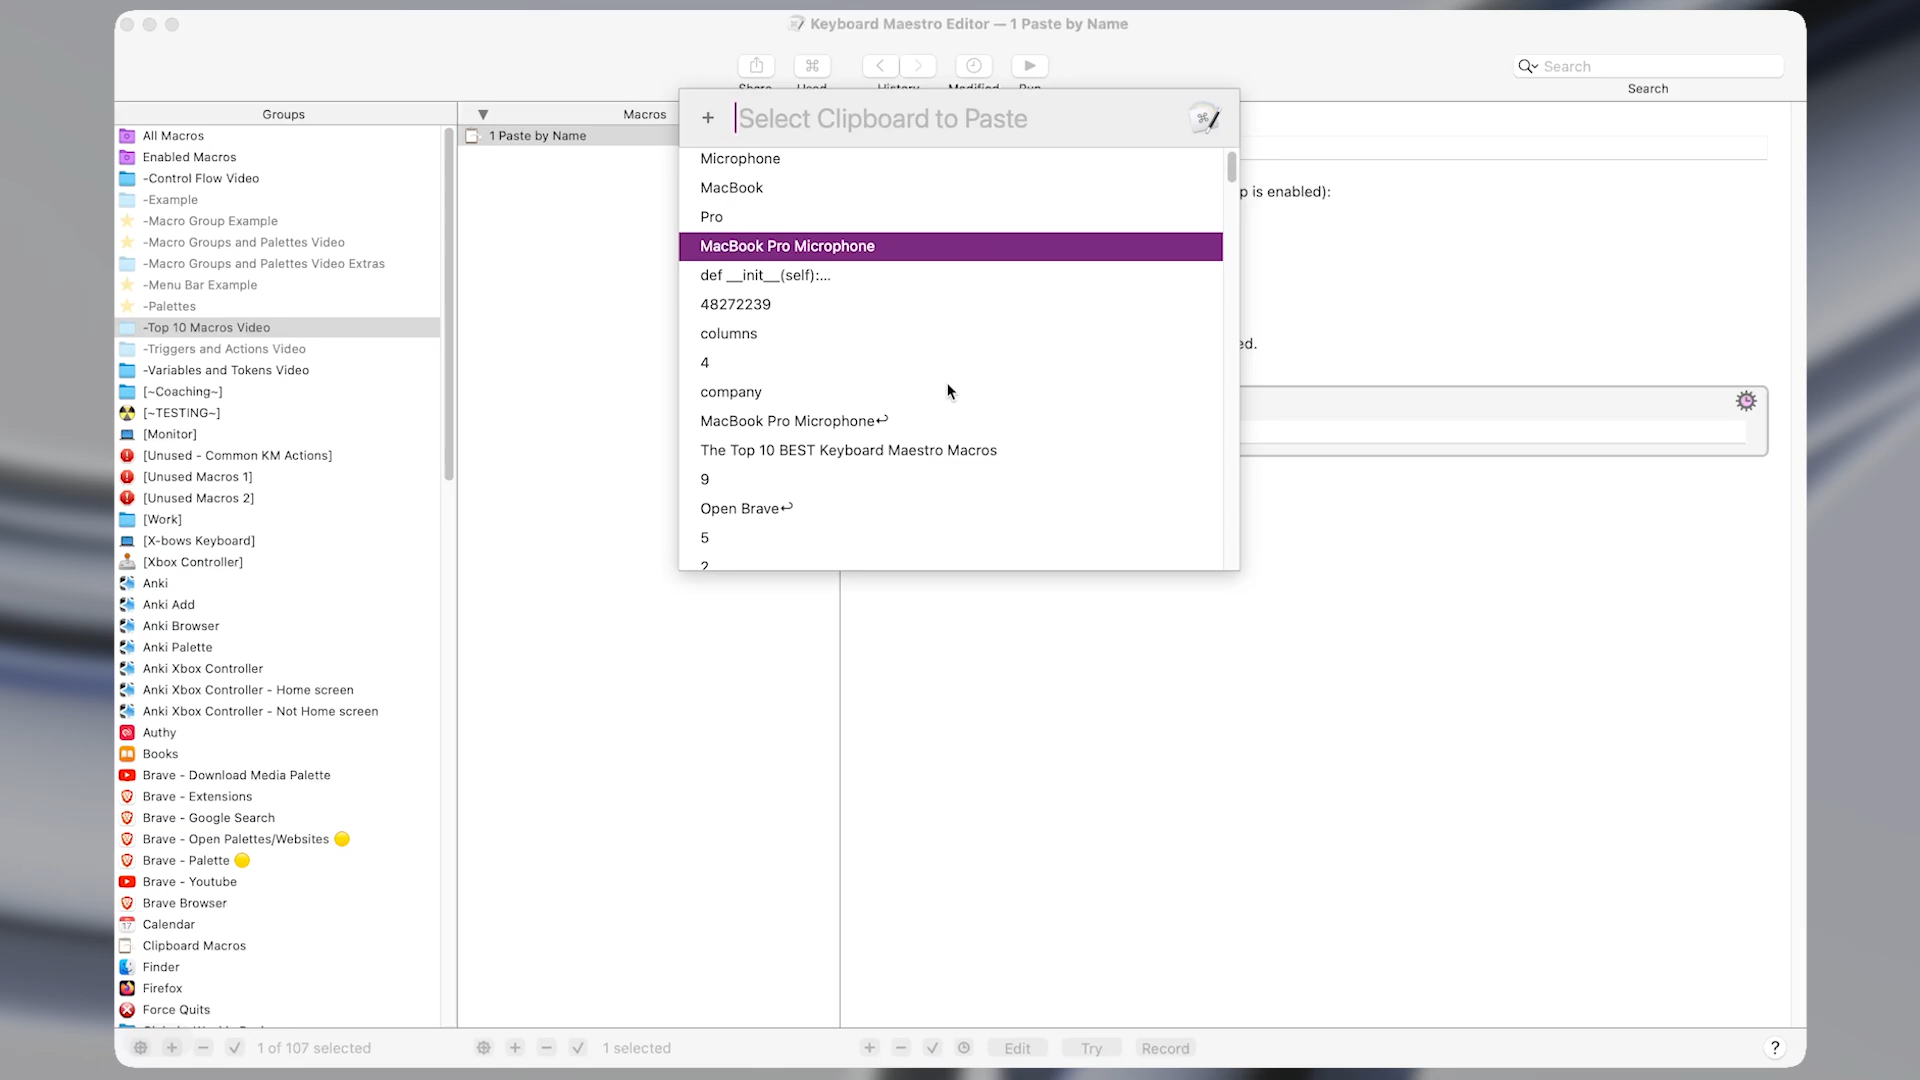 Keyboard Maestro Editor — 1 Paste by Name
Search
Search
Groups
Macros
All Macros
Enabled Macros
-Control Flow Video
-Example
-Macro Group Example
-Macro Groups and Palettes Video
-Macro Groups and Palettes Video Extras
-Menu Bar Example
-Palettes
-Top 10 Macros Video
-Triggers and Actions Video
-Variables and Tokens Video
[~Coaching~]
[~TESTING~]
[Monitor]
[Unused - Common KM Actions]
[Unused Macros 1]
[Unused Macros 2]
[Work]
[X-bows Keyboard]
[Xbox Controller]
Anki
Anki Add
Anki Browser
Anki Palette
Anki Xbox Controller
Anki Xbox Controller - Home screen
Anki Xbox Controller - Not Home screen
Authy
Books
Brave - Download Media Palette
Brave - Extensions
Brave - Google Search
Brave - Open Palettes/Websites
Brave - Palette
Brave - Youtube
Brave Browser
17
Calendar
Clipboard Macros
Finder
Firefox
Force Quits
1 of 107 selected
1 Paste by Name
1 selected
+ Select Clipboard to Paste
Microphone
MacBook
Pro
MacBook Pro Microphone
def __init__(self):...
48272239
columns
4
company
MacBook Pro Microphone↩
The Top 10 BEST Keyboard Maestro Macros
9
Open Brave↩
5
2
p is enabled):
ed.
Edit
Try
Record
?